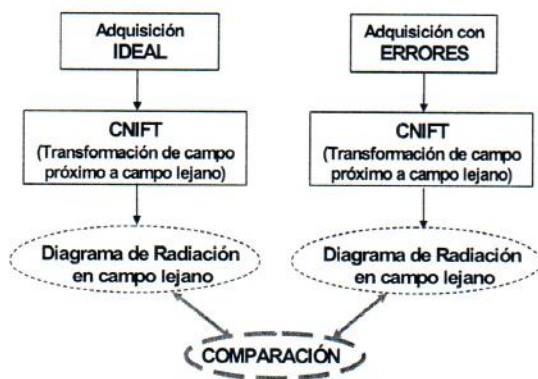 Adquisición
IDEAL
CNIFT
(Transformación de campo
próximo a campo lejano)
Diagrama de Radiación
en campo lejano
Adquisición con
ERRORES
CNIFT
(Transformación de campo
próximo a campo lejano)
Diagrama de Radiación
en campo lejano
COMPARACIÓN